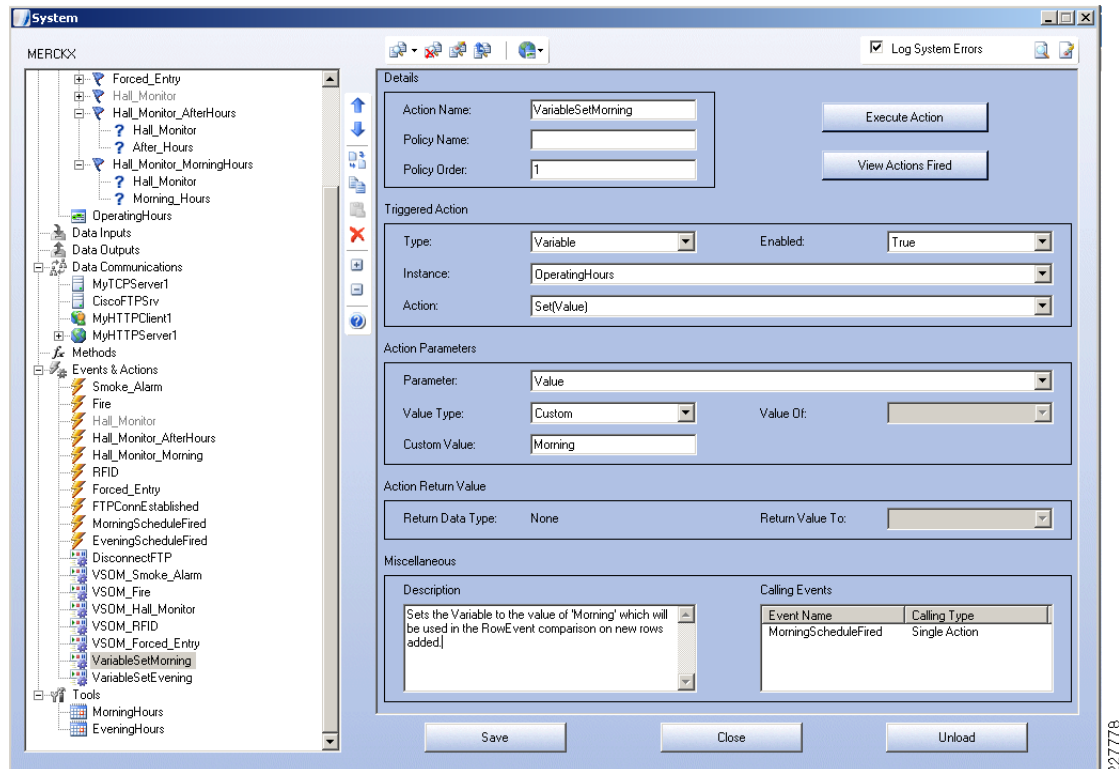 System
MERCKX
Log System Errors
Forced_Entry
Hall_Monitor
Hall_Monitor_AfterHours
? Hall_Monitor
? After_Hours
Hall_Monitor_MorningHours
? Hall_Monitor
? Morning_Hours
OperatingHours
Data Inputs
Data Outputs
Data Communications
MyTCPServer1
CiscoFTPSrv
MyHTTPClient1
MyHTTPServer1
fx Methods
Events & Actions
Smoke_Alarm
Fire
Hall_Monitor
Hall_Monitor_AfterHours
Hall_Monitor_Morning
RFID
Forced_Entry
FTPConnEstablished
MorningScheduleFired
EveningScheduleFired
DisconnectFTP
VSOM_Smoke_Alarm
VSOM_Fire
VSOM_Hall_Monitor
VSOM_RFID
VSOM_Forced_Entry
VariableSetMorning
VariableSetEvening
Tools
MorningHours
EveningHours
Details
Action Name: VariableSetMorning
Policy Name:
Policy Order: 1
Execute Action
View Actions Fired
Triggered Action
Type: Variable Enabled: True
Instance: OperatingHours
Action: Set(Value)
Action Parameters
Parameter: Value
Value Type: Custom Value Of:
Custom Value: Morning
Action Return Value
Return Data Type: None Return Value To:
Miscellaneous
Description
Sets the Variable to the value of 'Morning' which will
be used in the RowEvent comparison on new rows
added.
Calling Events
Event Name Calling Type
MorningScheduleFired Single Action
Save Close Unload
227778